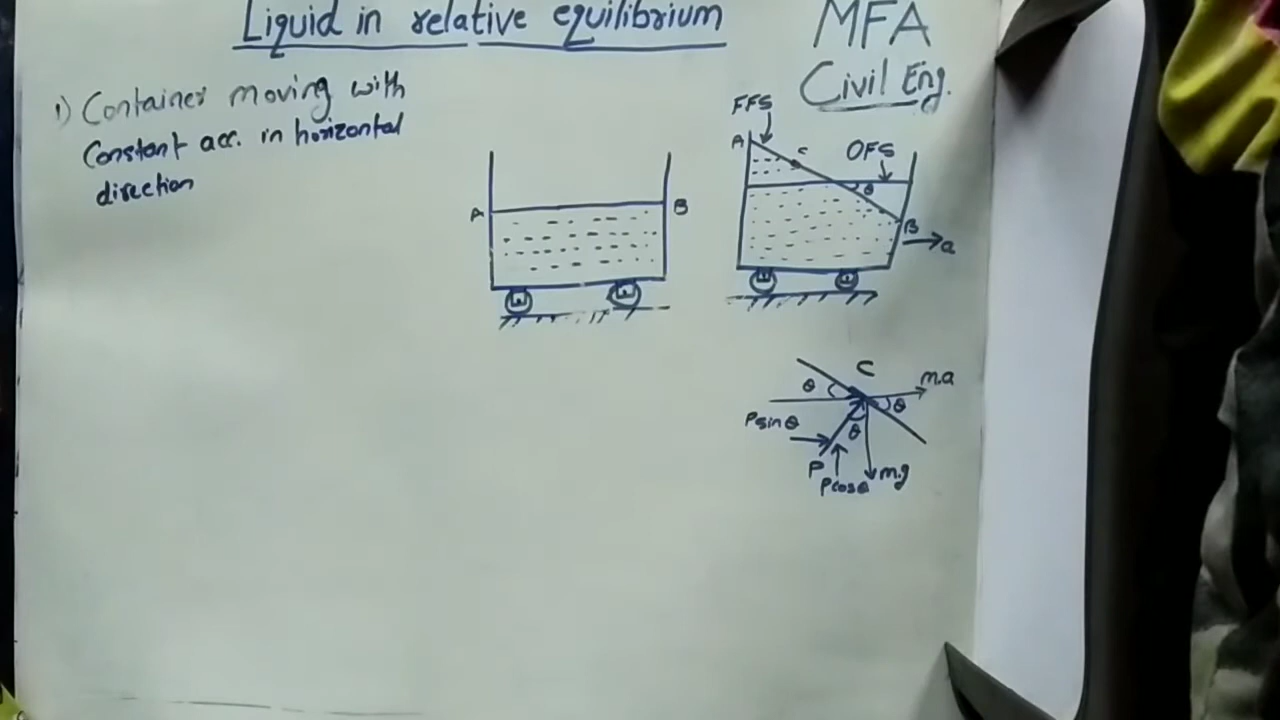 Liquid in relative equilibrium
MFA
Civil Eng.
1) Container moving with
Constant acc. in horizontal
direction
A
B
FFS
A
C
OFS
θ
B
a
C
θ
m.a
θ
Psinθ
θ
P
Pcosθ
m.g